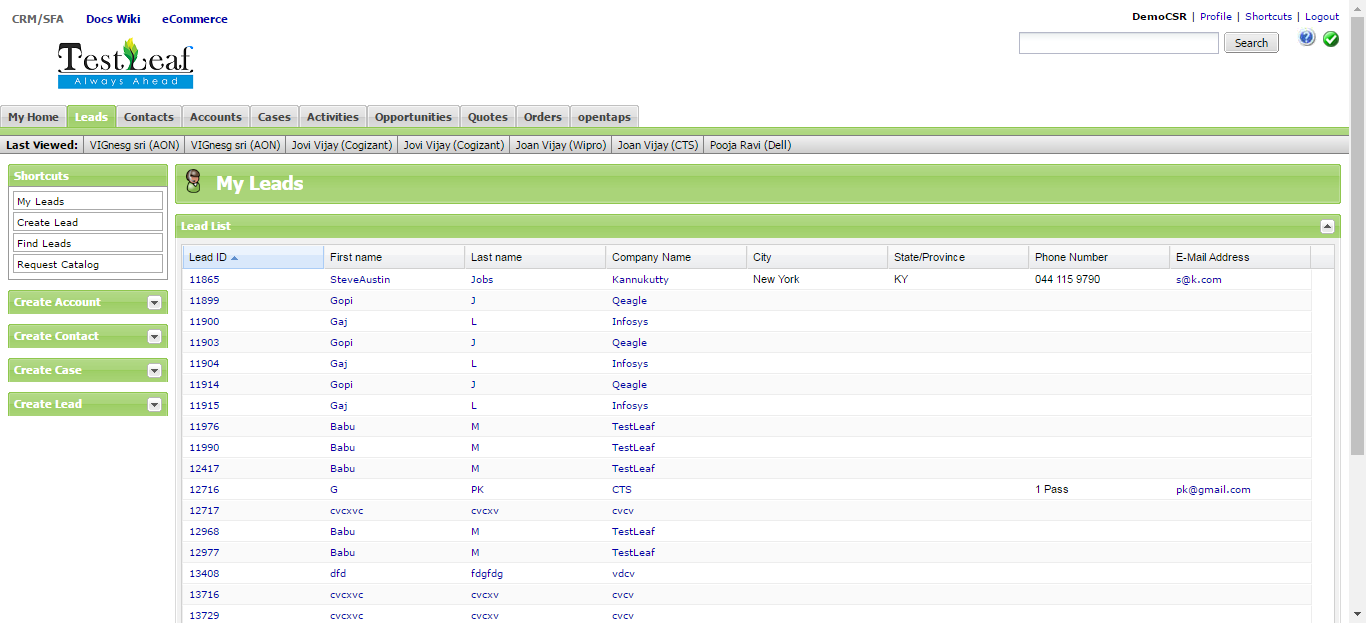 CRM/SFA Docs Wiki eCommerce
DemoCSR | Profile | Shortcuts | Logout
TestLeaf
Always Ahead
Search
My Home Leads Contacts Accounts Cases Activities Opportunities Quotes Orders opentaps
Last Viewed: VIGnesg sri (AON) VIGnesg sri (AON) Jovi Vijay (Cogizant) Jovi Vijay (Cogizant) Joan Vijay (Wipro) Joan Vijay (CTS) Pooja Ravi (Dell)
Shortcuts
My Leads
Create Lead
Find Leads
Request Catalog
Create Account
Create Contact
Create Case
Create Lead
My Leads
Lead List
Lead ID First name Last name Company Name City State/Province Phone Number E-Mail Address
11865 SteveAustin Jobs Kannukutty New York KY 044 115 9790 s@k.com
11899 Gopi J Qeagle
11900 Gaj L Infosys
11903 Gopi J Qeagle
11904 Gaj L Infosys
11914 Gopi J Qeagle
11915 Gaj L Infosys
11976 Babu M TestLeaf
11990 Babu M TestLeaf
12417 Babu M TestLeaf
12716 G PK CTS 1 Pass pk@gmail.com
12717 cvcxvc cvcxv cvcv
12968 Babu M TestLeaf
12977 Babu M TestLeaf
13408 dfd fdgfdg vdcv
13716 cvcxvc cvcxv cvcv
13729 cvcxvc cvcxv cvcv